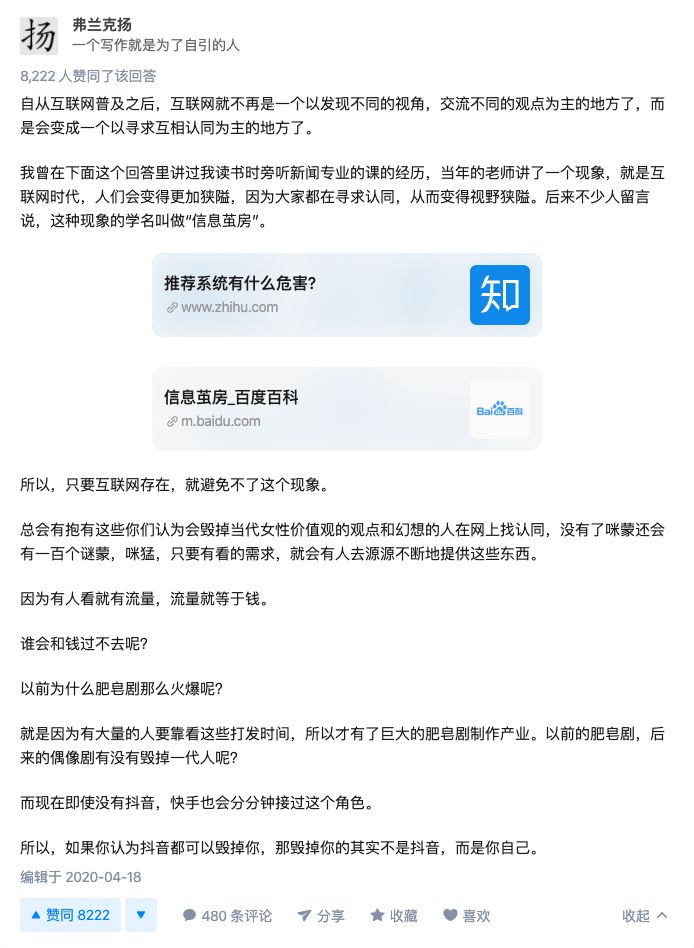 扬
弗兰克扬
一个写作就是为了自引的人
8,222 人赞同了该回答
自从互联网普及之后，互联网就不再是一个以发现不同的视角，交流不同的观点为主的地方了，而
是会变成一个以寻求互相认同为主的地方了。
我曾在下面这个回答里讲过我读书时旁听新闻专业的课的经历，当年的老师讲了一个现象，就是互
联网时代，人们会变得更加狭隘，因为大家都在寻求认同，从而变得视野狭隘。后来不少人留言
说，这种现象的学名叫做“信息茧房”。
推荐系统有什么危害?
www.zhihu.com
知
信息茧房_百度百科
m.baidu.com
Bai du 百科
所以，只要互联网存在，就避免不了这个现象。
总会有抱有这些你们认为会毁掉当代女性价值观的观点和幻想的人在网上找认同，没有了咪蒙还会
有一百个谜蒙，咪猛，只要有看的需求，就会有人去源源不断地提供这些东西。
因为有人看就有流量，流量就等于钱。
谁会和钱过不去呢?
以前为什么肥皂剧那么火爆呢?
就是因为有大量的人要靠看这些打发时间，所以才有了巨大的肥皂剧制作产业。以前的肥皂剧，后
来的偶像剧有没有毁掉一代人呢?
而现在即使没有抖音，快手也会分分钟接过这个角色。
所以，如果你认为抖音都可以毁掉你，那毁掉你的其实不是抖音，而是你自己。
编辑于 2020-04-18
赞同 8222
480 条评论
分享
收藏
喜欢
收起